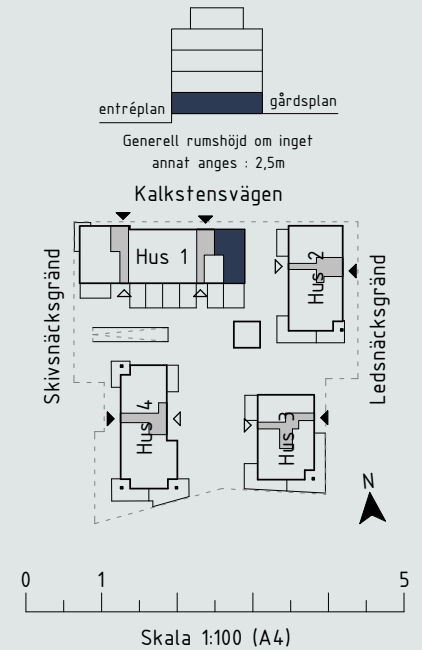 entréplan
gårdsplan
Generell rumshöjd om inget
annat anges : 2,5m
Kalkstensvägen
Skivsnäcksgränd
Hus 1
Hus 2
Ledsnäcksgränd
Hus 4
Hus 3
N
0 1 5
Skala 1:100 (A4)